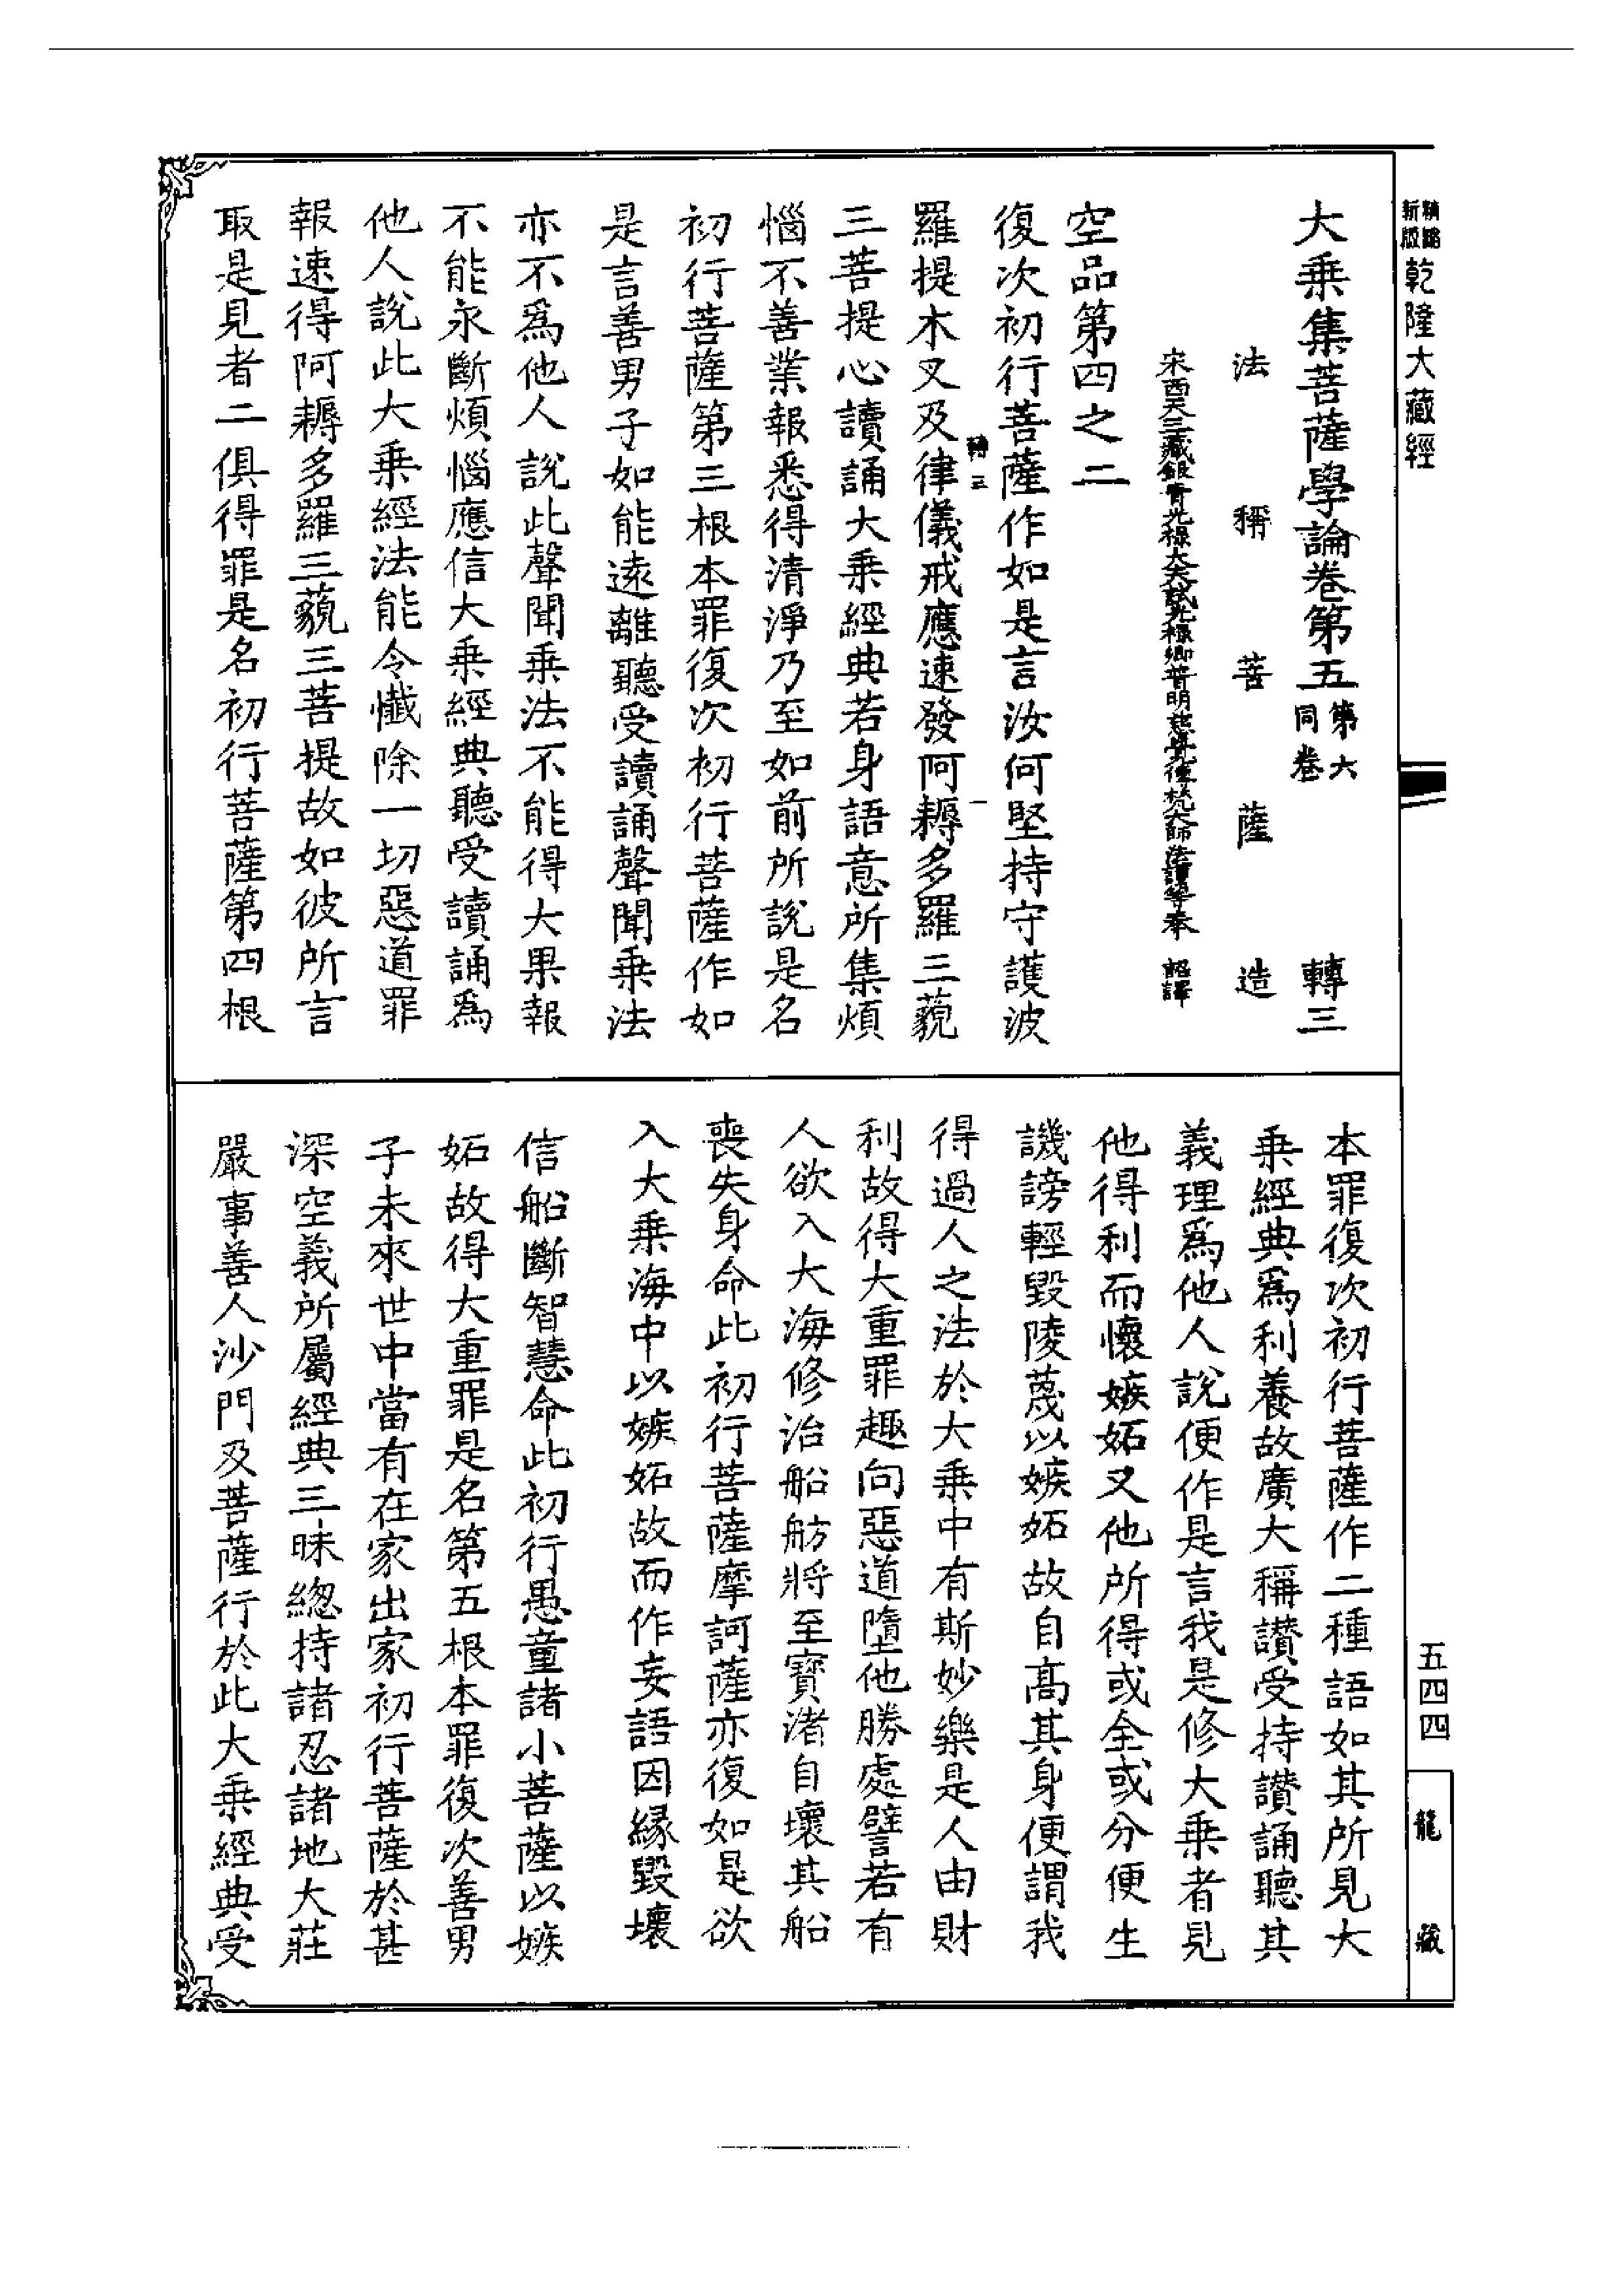 新版
精縮
乾隆大藏經
大乗集菩薩學論卷第五
第六
同卷
轉三
法稱菩薩造
宋西天三藏銀青光祿大夫試光祿卿普明慈覺傳梵大師法護等奉
詔譯
空品第四之二
復次初行菩薩作如是言汝何堅持守護波
轉三
一
羅提木叉及律儀戒應速發阿耨多羅三藐
三菩提心讀誦大乗經典若身語意所集煩
惱不善業報悉得清淨乃至如前所說是名
初行菩薩第三根本罪復次初行菩薩作如
是言善男子如能遠離聽受讀誦聲聞乗法
亦不爲他人說此聲聞乗法不能得大果報
不能永斷煩惱應信大乗經典聽受讀誦爲
他人說此大乗經法能令懺除一切惡道罪
報速得阿耨多羅三藐三菩提故如彼所言
取是見者二俱得罪是名初行菩薩第四根
本罪復次初行菩薩作二種語如其所見大
乗經典爲利養故廣大稱讃受持讃誦聽其
義理爲他人說便作是言我是修大乗者見
他得利而懷嫉妬又他所得或全或分便生
譏謗輕毀陵蔑以嫉妬故自高其身便謂我
得過人之法於大乗中有斯妙樂是人由財
利故得大重罪趣向惡道墮他勝處譬若有
人欲入大海修治船舫將至寳渚自壞其船
喪失身命此初行菩薩摩訶薩亦復如是欲
入大乗海中以嫉妬故而作妄語因緣毀壞
信船斷智慧命此初行愚童諸小菩薩以嫉
妬故得大重罪是名第五根本罪復次善男
子未來世中當有在家出家初行菩薩於甚
深空義所屬經典三昧緫持諸忍諸地大莊
嚴事善人沙門及菩薩行於此大乗經典受
五四四
龍藏